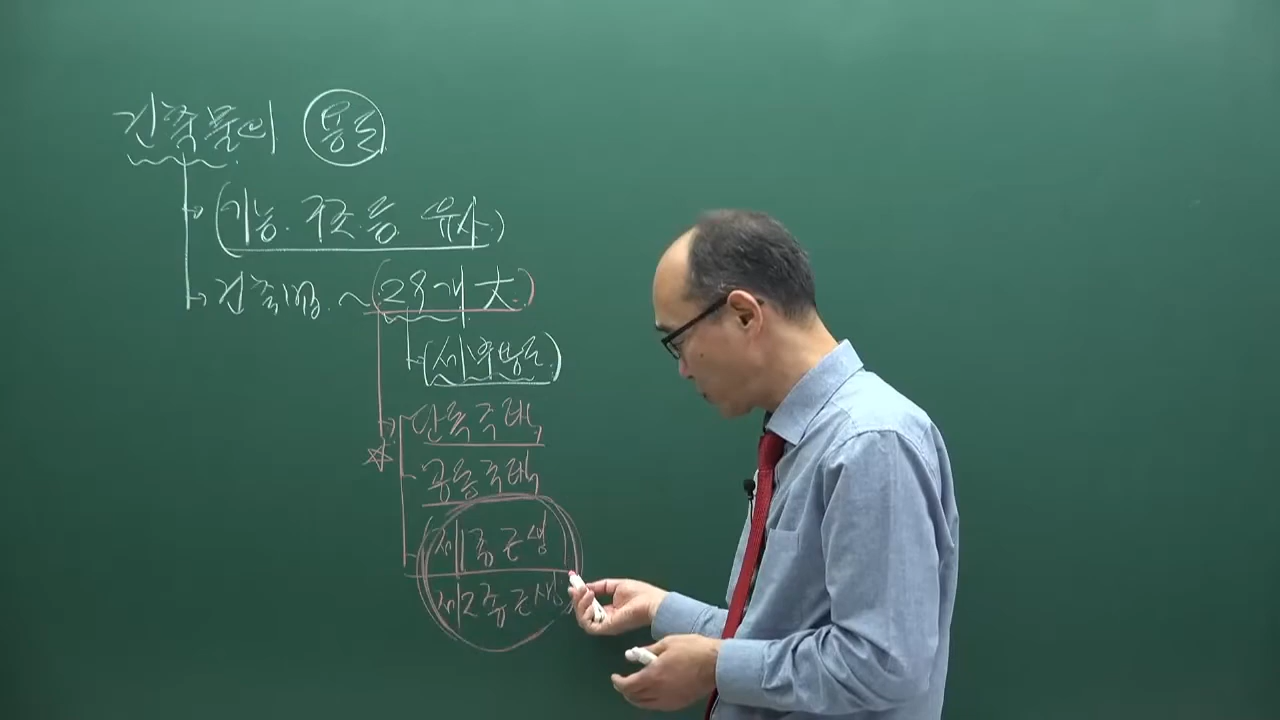 건축물의 용도
(기능. 구조. 등 유사)
건축법. ~ (28개 大)
(세부용도)
단독주택
공동주택
(제1종근생)
제2종근생